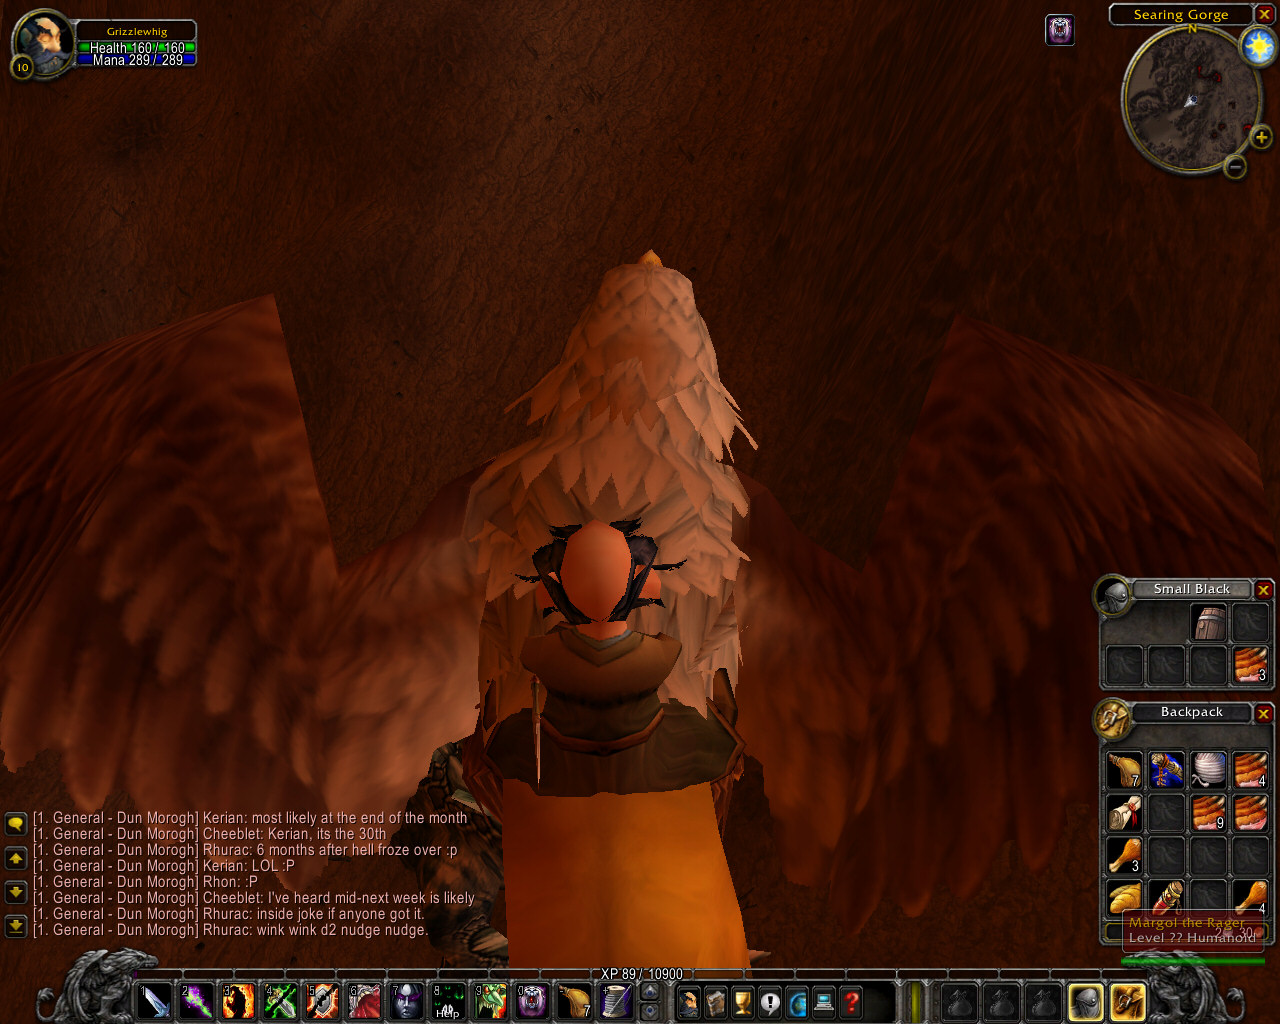 Grizzlewhig
Health 160 / 160
Mana 289 / 289
10
Searing Gorge
N
Small Black
3
Backpack
7
4
9
3
4
Margol the Rager
Level ?? Humanoid
[1. General - Dun Morogh] Kerian: most likely at the end of the month
[1. General - Dun Morogh] Cheeblet: Kerian, its the 30th
[1. General - Dun Morogh] Rhurac: 6 months after hell froze over :p
[1. General - Dun Morogh] Kerian: LOL :P
[1. General - Dun Morogh] Rhon: :P
[1. General - Dun Morogh] Cheeblet: I've heard mid-next week is likely
[1. General - Dun Morogh] Rhurac: inside joke if anyone got it.
[1. General - Dun Morogh] Rhurac: wink wink d2 nudge nudge.
XP 89 / 10900
1 2 3 4 5 6 7 8 9 0 - 7 +
Help
?